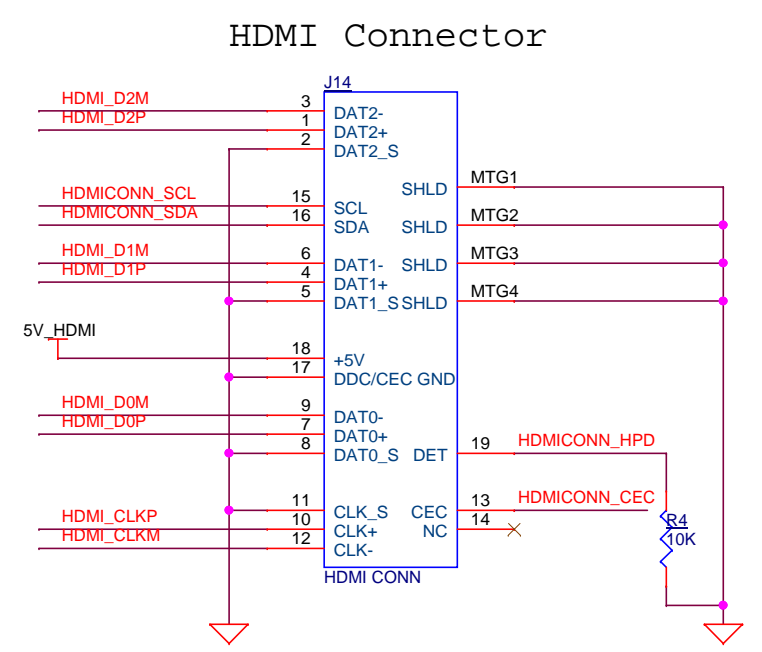 HDMI Connector
J14
HDMI_D2M 3 DAT2-
HDMI_D2P 1 DAT2+
2 DAT2_S
SHLD MTG1
HDMICONN_SCL 15 SCL
HDMICONN_SDA 16 SDA SHLD MTG2
HDMI_D1M 6 DAT1- SHLD MTG3
HDMI_D1P 4 DAT1+
5 DAT1_S SHLD MTG4
5V_HDMI
18 +5V
17 DDC/CEC GND
HDMI_D0M 9 DAT0-
HDMI_D0P 7 DAT0+
8 DAT0_S DET 19 HDMICONN_HPD
11 CLK_S CEC 13 HDMICONN_CEC
HDMI_CLKP 10 CLK+ NC 14 R4
10K
HDMI_CLKM 12 CLK-
HDMI CONN